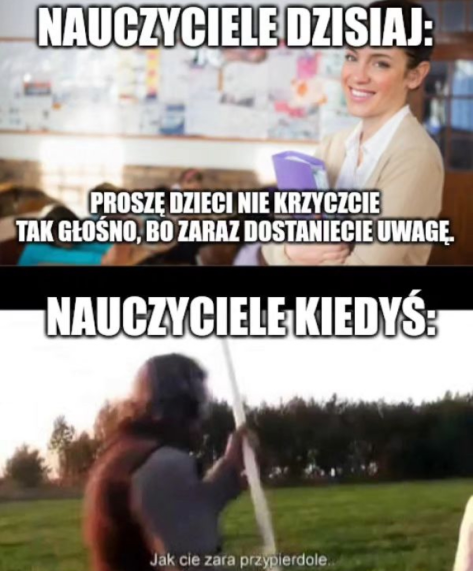 NAUCZYCIELE DZISIAJ:
PROSZĘ DZIECI NIE KRZYCZCIE
TAK GŁOŚNO, BO ZARAZ DOSTANIECIE UWAGĘ.
NAUCZYCIELE KIEDYŚ:
Jak cie zara przypierdole..